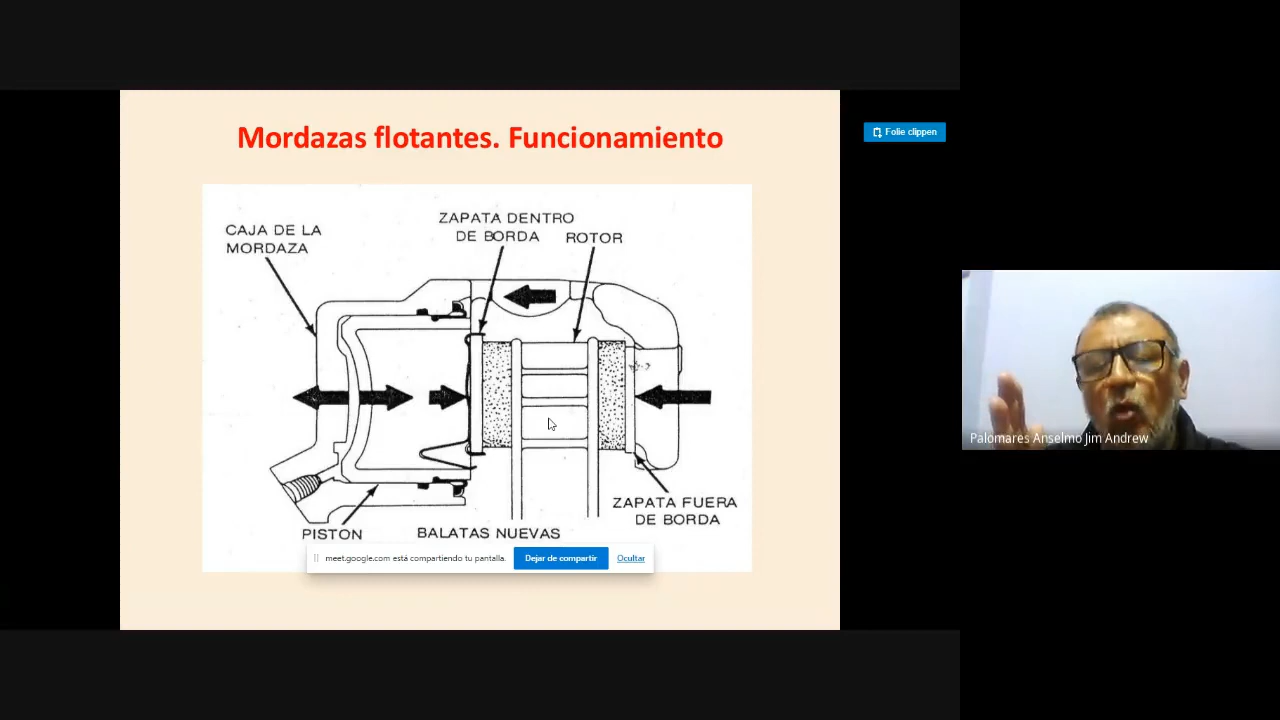 Mordazas flotantes. Funcionamiento
Folie clippen
CAJA DE LA
MORDAZA
ZAPATA DENTRO
DE BORDA
ROTOR
ZAPATA FUERA
DE BORDA
PISTON
BALATAS NUEVAS
meet.google.com está compartiendo tu pantalla.
Dejar de compartir
Ocultar
Palomares Anselmo Jim Andrew